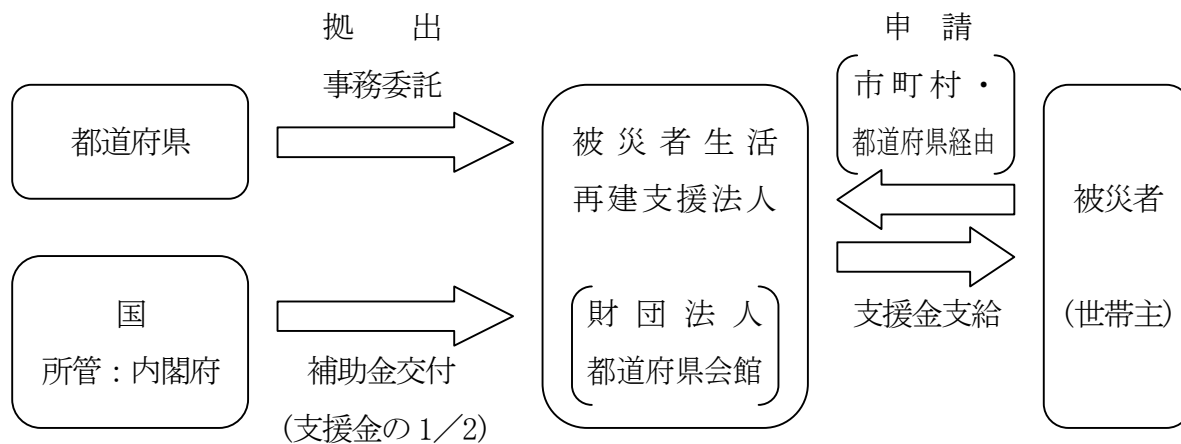 拠出
事務委託
都道府県
国
所管：内閣府
補助金交付
(支援金の1／2)
被災者生活
再建支援法人
財団法人
都道府県会館
申請
市町村・
都道府県経由
支援金支給
被災者
(世帯主)